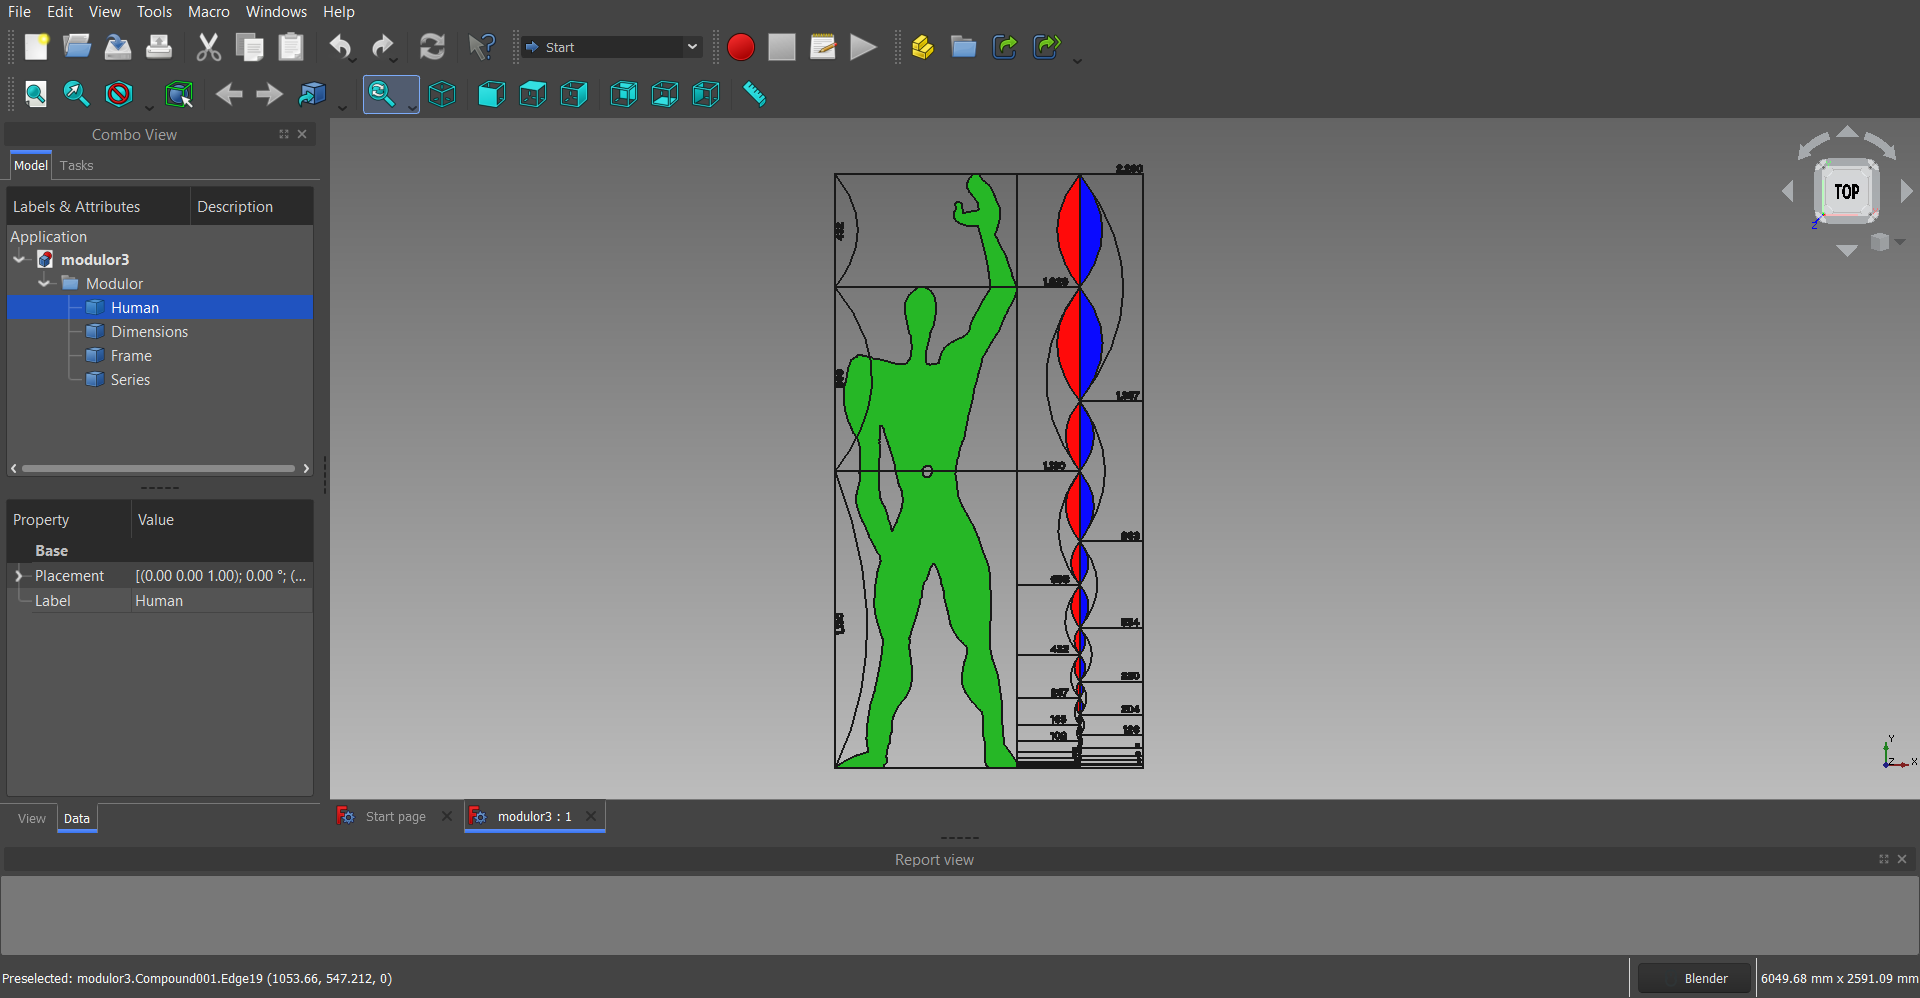 File Edit View Tools Macro Windows Help
Start
Combo View
Model Tasks
Labels & Attributes Description
Application
modulor3
Modulor
Human
Dimensions
Frame
Series
Property Value
Base
Placement [(0.00 0.00 1.00); 0.00 °; (...
Label Human
View Data
TOP
Z
2.260
1.829
1.397
1.130
863
698
534
432
330
267
204
165
126
102
Y
Z X
Start page modulor3 : 1
Report view
Preselected: modulor3.Compound001.Edge19 (1053.66, 547.212, 0)
Blender 6049.68 mm x 2591.09 mm